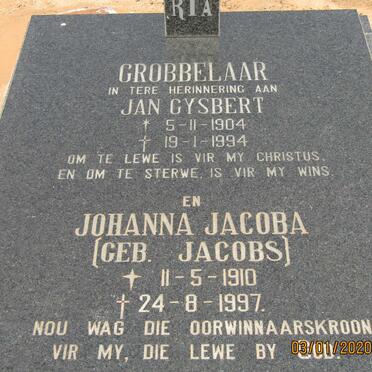 RTA
GROBBELAAR
IN TERE HERINNERING AAN
JAN GYSBERT
* 5-11-1904
† 19-1-1994
OM TE LEWE IS VIR MY CHRISTUS,
EN OM TE STERWE, IS VIR MY WINS.
EN
JOHANNA JACOBA
(GEB. JACOBS)
* 11-5-1910
† 24-8-1997.
NOU WAG DIE OORWINNAARSKROON
VIR MY, DIE LEWE BY GOD.
03/01/2020